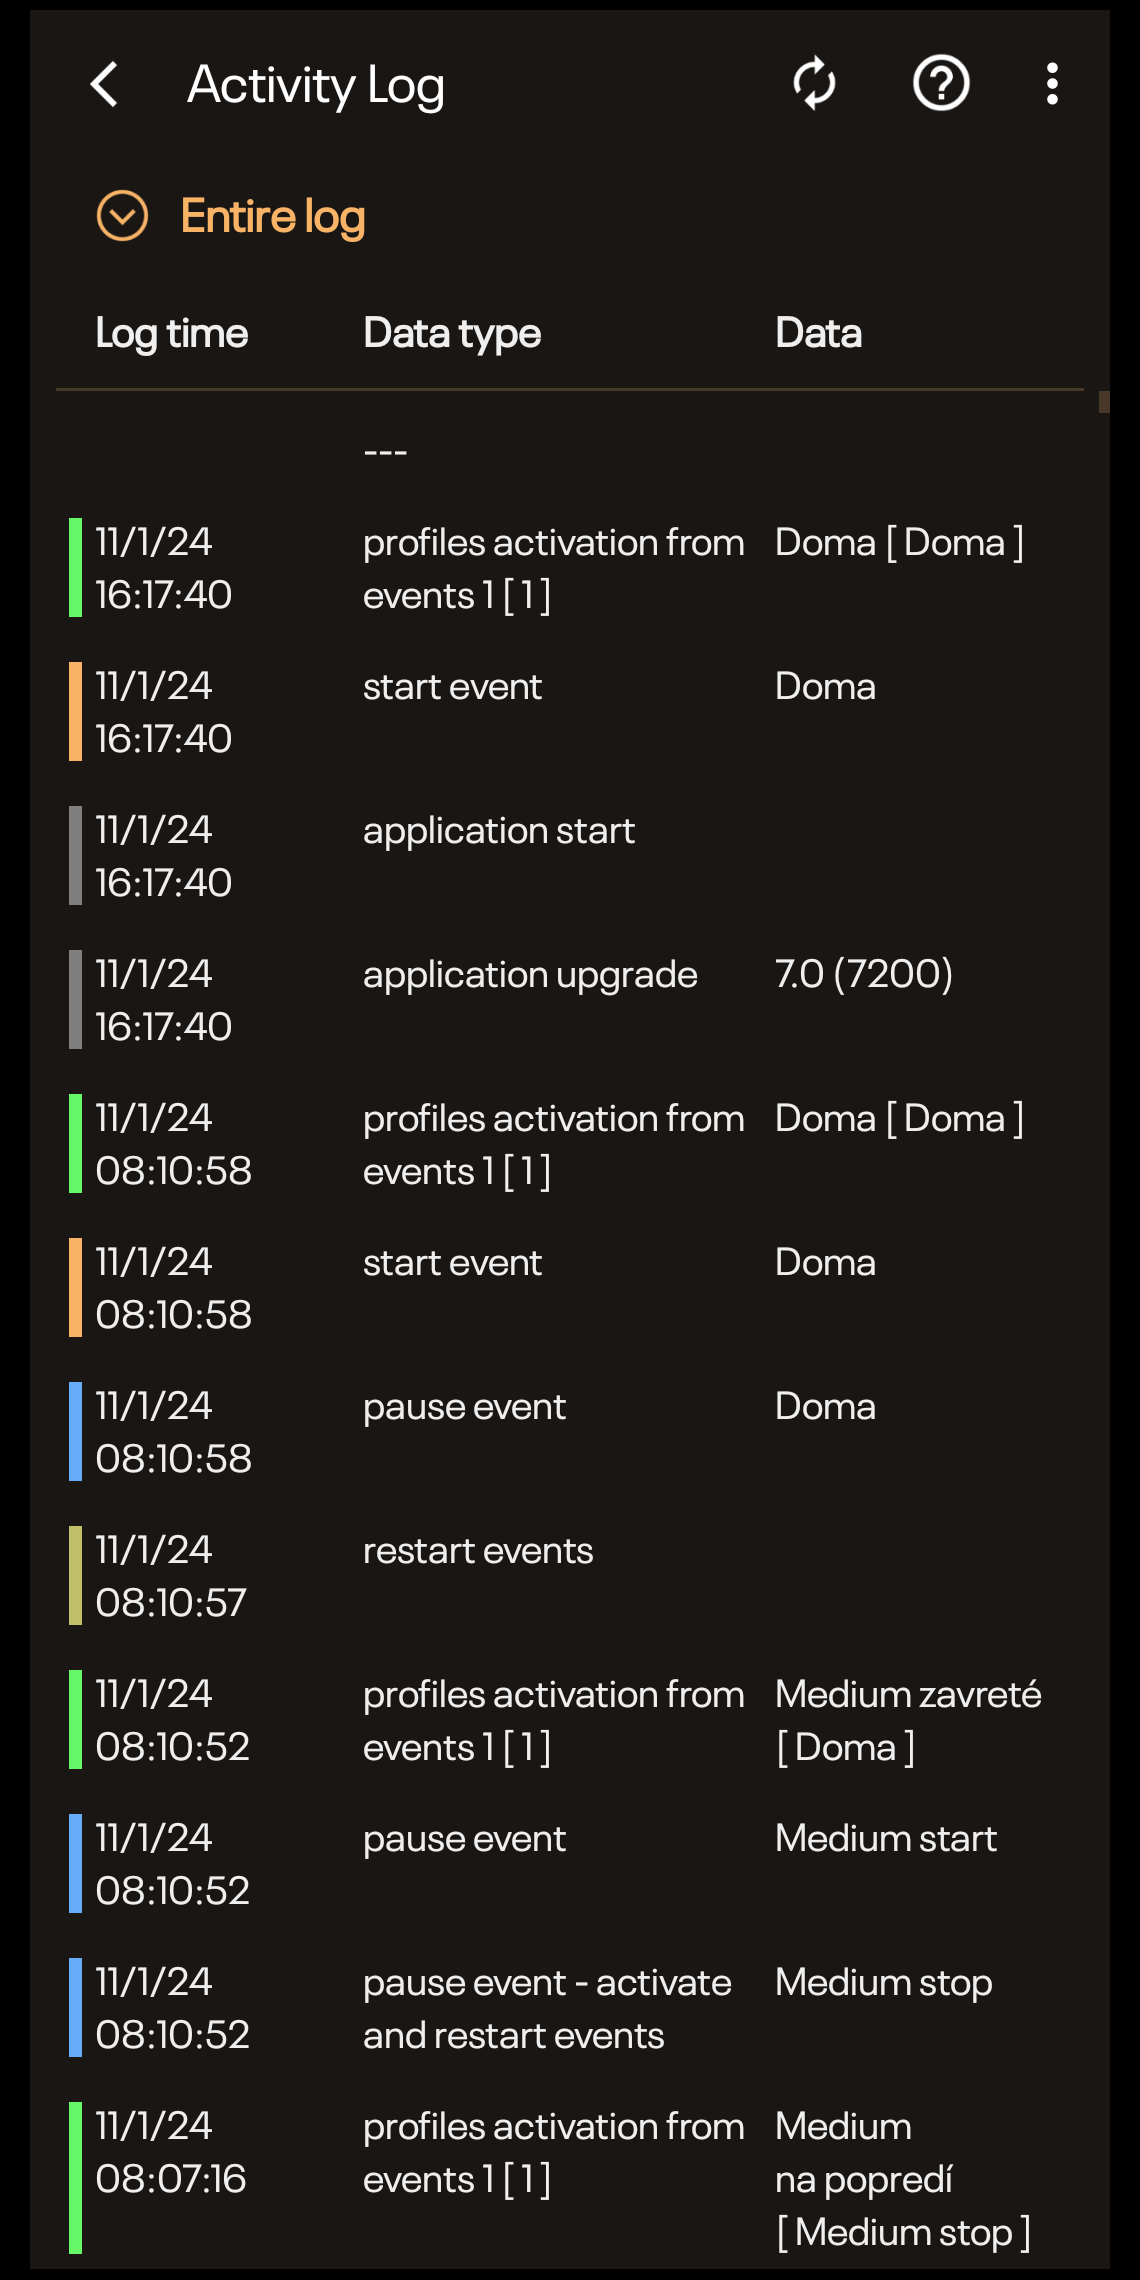 Activity Log
Entire log
Log time Data type Data
---
11/1/24 profiles activation from Doma [ Doma ]
16:17:40 events 1 [ 1 ]
11/1/24 start event Doma
16:17:40
11/1/24 application start
16:17:40
11/1/24 application upgrade 7.0 (7200)
16:17:40
11/1/24 profiles activation from Doma [ Doma ]
08:10:58 events 1 [ 1 ]
11/1/24 start event Doma
08:10:58
11/1/24 pause event Doma
08:10:58
11/1/24 restart events
08:10:57
11/1/24 profiles activation from Medium zavreté
08:10:52 events 1 [ 1 ] [ Doma ]
11/1/24 pause event Medium start
08:10:52
11/1/24 pause event - activate Medium stop
08:10:52 and restart events
11/1/24 profiles activation from Medium
08:07:16 events 1 [ 1 ] na popredí
[ Medium stop ]